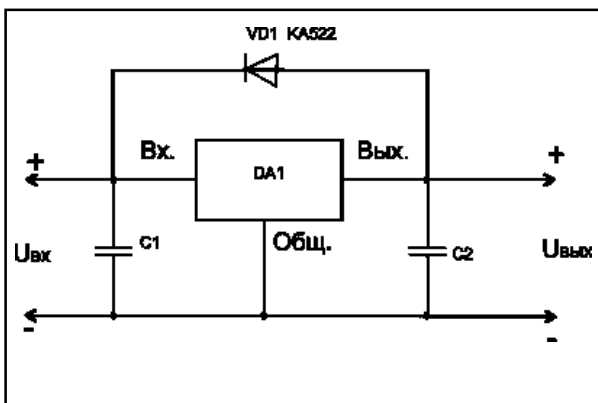 VD1 KA522
+
Вх.
Вых.
+
DA1
Uвх
C1
Общ.
C2
Uвых
-
-